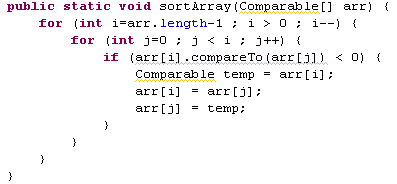 public static void sortArray(Comparable[] arr) {
    for (int i=arr.length-1 ; i > 0 ; i--) {
        for (int j=0 ; j < i ; j++) {
            if (arr[i].compareTo(arr[j]) < 0) {
                Comparable temp = arr[i];
                arr[i] = arr[j];
                arr[j] = temp;
            }
        }
    }
}